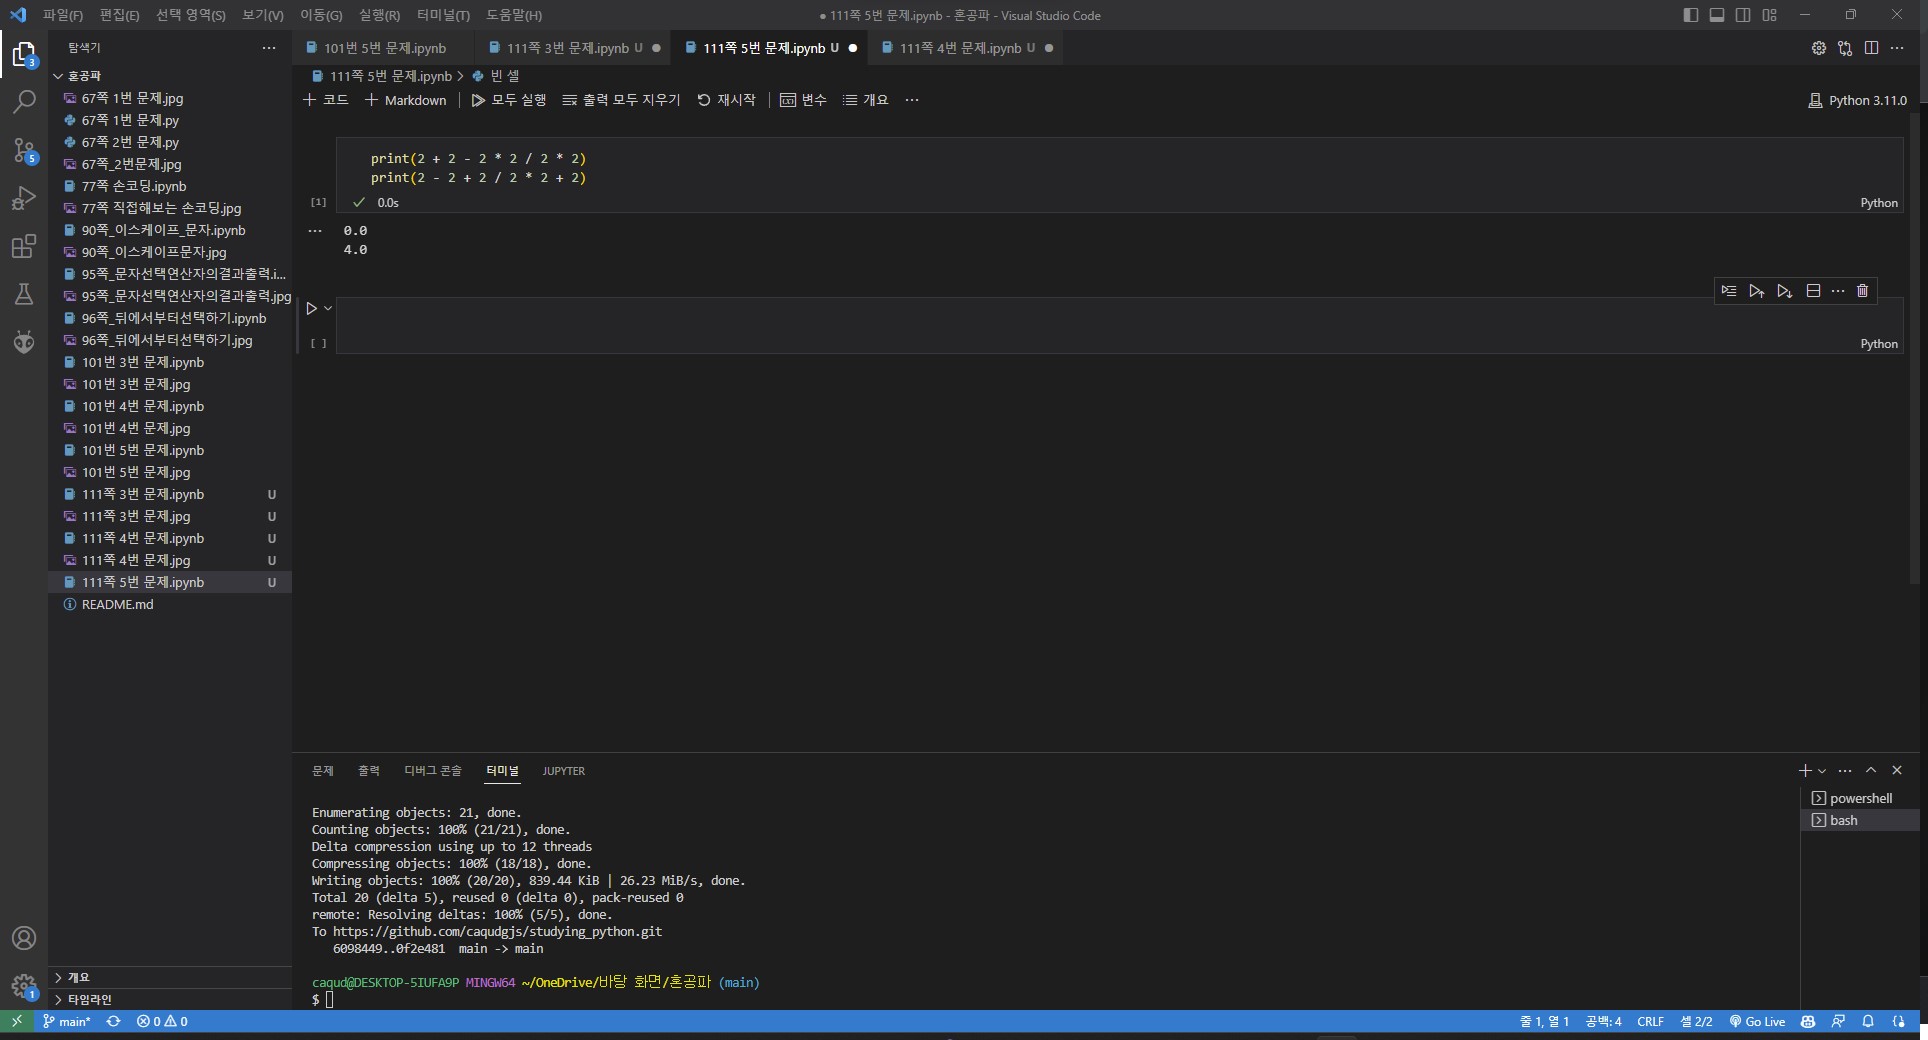 파일(F) 편집(E) 선택 영역(S) 보기(V) 이동(G) 실행(R) 터미널(T) 도움말(H)
● 111쪽 5번 문제.ipynb - 혼공파 - Visual Studio Code
탐색기 ···
혼공파
67쪽 1번 문제.jpg
67쪽 1번 문제.py
67쪽 2번 문제.py
67쪽_2번문제.jpg
77쪽 손코딩.ipynb
77쪽 직접해보는 손코딩.jpg
90쪽_이스케이프_문자.ipynb
90쪽_이스케이프문자.jpg
95쪽_문자선택연산자의결과출력.i...
95쪽_문자선택연산자의결과출력.jpg
96쪽_뒤에서부터선택하기.ipynb
96쪽_뒤에서부터선택하기.jpg
101번 3번 문제.ipynb
101번 3번 문제.jpg
101번 4번 문제.ipynb
101번 4번 문제.jpg
101번 5번 문제.ipynb
101번 5번 문제.jpg
111쪽 3번 문제.ipynb U
111쪽 3번 문제.jpg U
111쪽 4번 문제.ipynb U
111쪽 4번 문제.jpg U
111쪽 5번 문제.ipynb U
README.md
개요
타임라인
3
5
1
101번 5번 문제.ipynb 111쪽 3번 문제.ipynb U ● 111쪽 5번 문제.ipynb U ● 111쪽 4번 문제.ipynb U ●
111쪽 5번 문제.ipynb > 빈 셀
+ 코드 + Markdown | 모두 실행 출력 모두 지우기 재시작 | 변수 개요 ···
Python 3.11.0
print(2 + 2 - 2 * 2 / 2 * 2)
print(2 - 2 + 2 / 2 * 2 + 2)
[1] ✓ 0.0s Python
··· 0.0
4.0
[ ] Python
문제 출력 디버그 콘솔 터미널 JUPYTER
powershell
bash
Enumerating objects: 21, done.
Counting objects: 100% (21/21), done.
Delta compression using up to 12 threads
Compressing objects: 100% (18/18), done.
Writing objects: 100% (20/20), 839.44 KiB | 26.23 MiB/s, done.
Total 20 (delta 5), reused 0 (delta 0), pack-reused 0
remote: Resolving deltas: 100% (5/5), done.
To https://github.com/caqudgjs/studying_python.git
6098449..0f2e481 main -> main
caqud@DESKTOP-5IUFA9P MINGW64 ~/OneDrive/바탕 화면/혼공파 (main)
$
main* 0 0 줄 1, 열 1 공백: 4 CRLF 셀 2/2 Go Live